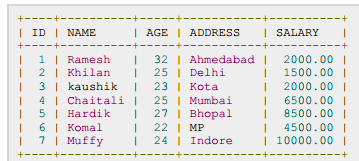 +----+----------+-----+-----------+----------+
| ID | NAME     | AGE | ADDRESS   | SALARY   |
+----+----------+-----+-----------+----------+
|  1 | Ramesh   |  32 | Ahmedabad |  2000.00 |
|  2 | Khilan   |  25 | Delhi     |  1500.00 |
|  3 | kaushik  |  23 | Kota      |  2000.00 |
|  4 | Chaitali |  25 | Mumbai    |  6500.00 |
|  5 | Hardik   |  27 | Bhopal    |  8500.00 |
|  6 | Komal    |  22 | MP        |  4500.00 |
|  7 | Muffy    |  24 | Indore    | 10000.00 |
+----+----------+-----+-----------+----------+